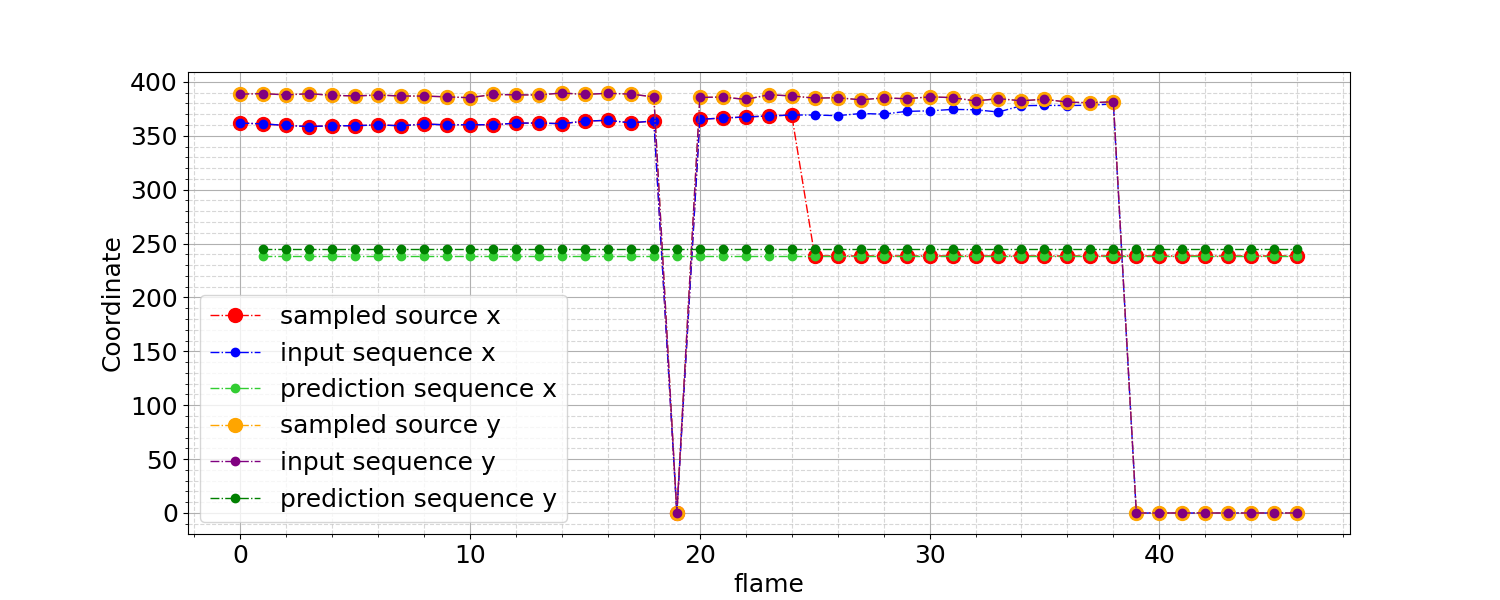 400
350
300
250
200
150
100
50
0
Coordinate
sampled source x
input sequence x
prediction sequence x
sampled source y
input sequence y
prediction sequence y
0 10 20 30 40
flame